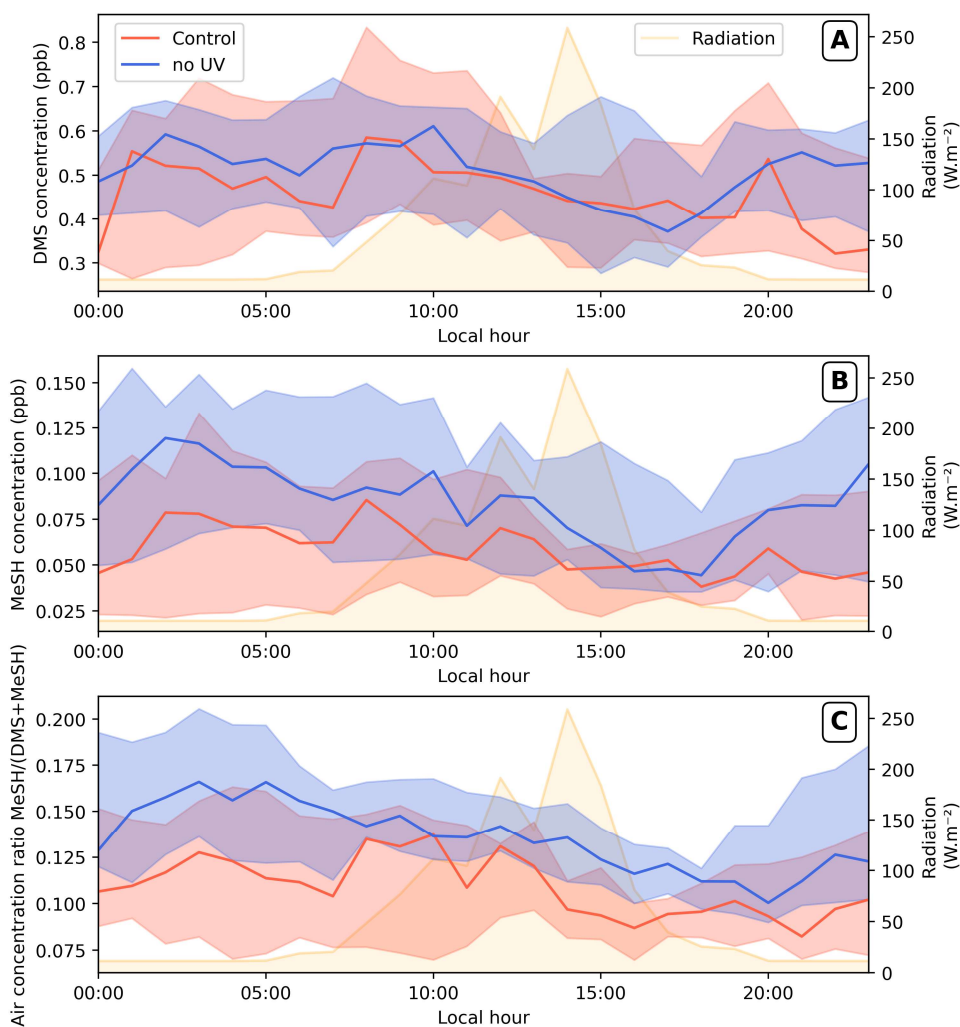 A
Control
no UV
Radiation
DMS concentration (ppb)
0.8
0.7
0.6
0.5
0.4
0.3
250
200
150
100
50
0
Radiation
(W.m⁻²)
00:00 05:00 10:00 15:00 20:00
Local hour
B
MeSH concentration (ppb)
0.150
0.125
0.100
0.075
0.050
0.025
250
200
150
100
50
0
Radiation
(W.m⁻²)
00:00 05:00 10:00 15:00 20:00
Local hour
C
Air concentration ratio MeSH/(DMS+MeSH)
0.200
0.175
0.150
0.125
0.100
0.075
250
200
150
100
50
0
Radiation
(W.m⁻²)
00:00 05:00 10:00 15:00 20:00
Local hour